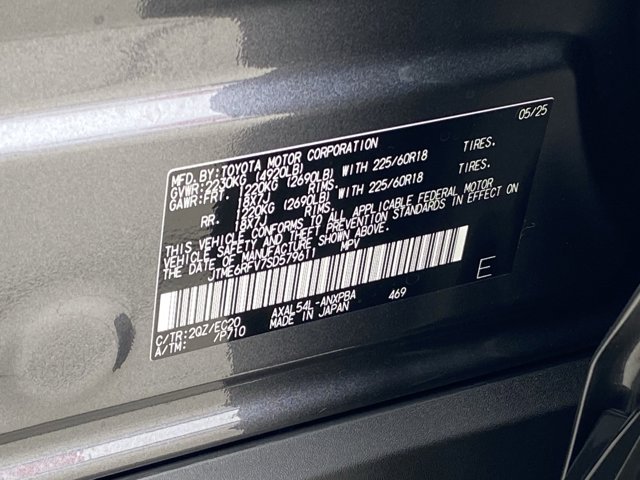 05/25
MFD. BY: TOYOTA MOTOR CORPORATION
GVWR: 2230KG (4920LB)
GAWR: FRT. 1220KG (2690LB) WITH 225/60R18 TIRES.
18X7J RIMS.
RR. 1220KG (2690LB) WITH 225/60R18 TIRES.
18X7J RIMS.
THIS VEHICLE CONFORMS TO ALL APPLICABLE FEDERAL MOTOR
VEHICLE SAFETY AND THEFT PREVENTION STANDARDS IN EFFECT ON
THE DATE OF MANUFACTURE SHOWN ABOVE.
JTME6RFV7SD5796T1 MPV
E
C/TR: 2QZ/EC20 AXAL54L-ANXPBA 469
A/TM: /P710 MADE IN JAPAN